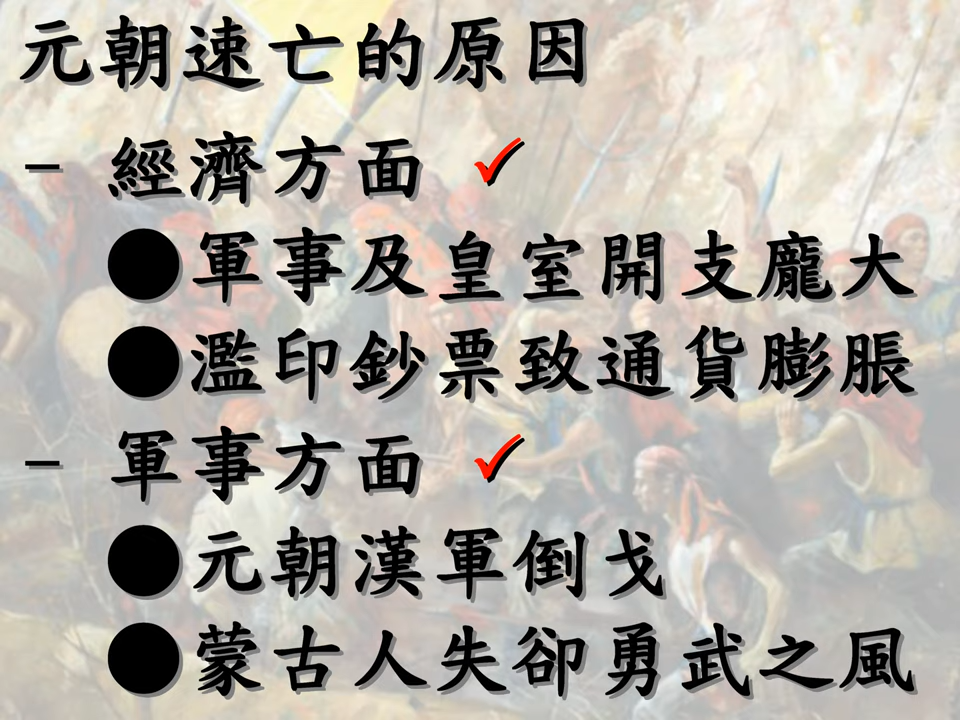 元朝速亡的原因
– 經濟方面 ✓
●軍事及皇室開支龐大
●濫印鈔票致通貨膨脹
– 軍事方面 ✓
●元朝漢軍倒戈
●蒙古人失卻勇武之風